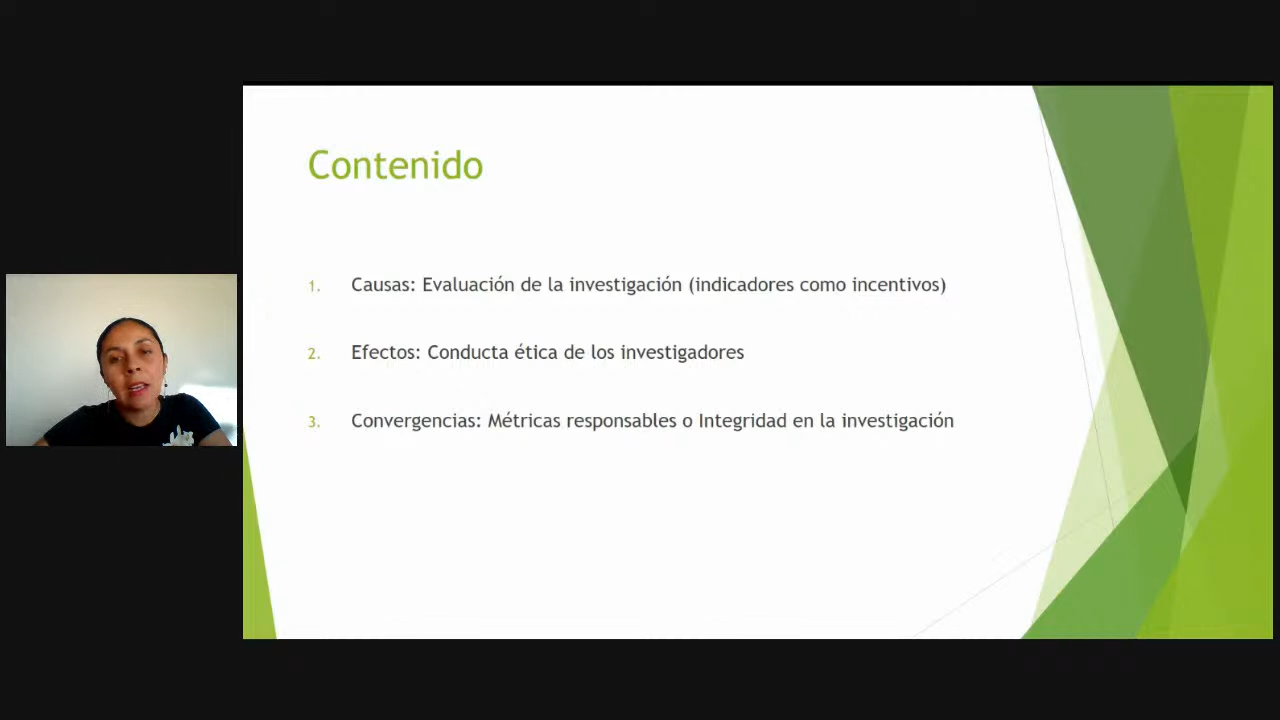 Contenido
1. Causas: Evaluación de la investigación (indicadores como incentivos)
2. Efectos: Conducta ética de los investigadores
3. Convergencias: Métricas responsables o Integridad en la investigación